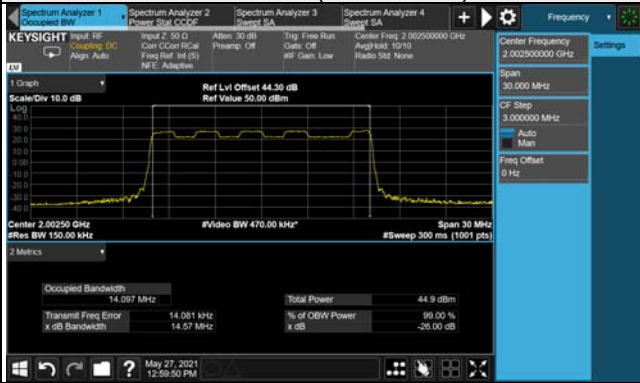 Spectrum Analyzer 1
Occupied BW
Spectrum Analyzer 2
Power Stat CCDF
Spectrum Analyzer 3
Swept SA
Spectrum Analyzer 4
Swept SA
Frequency
KEYSIGHT
Input: RF
Coupling: DC
Align: Auto
Input Z: 50 Ω
Corr CCorr RCal
Freq Ref: Int (S)
NFE: Adaptive
Atten: 30 dB
Preamp: Off
Trig: Free Run
Gate: Off
#IF Gain: Low
Center Freq: 2.002500000 GHz
Avg|Hold: 10/10
Radio Std: None
LXI
Center Frequency
2.002500000 GHz
Settings
Span
30.000 MHz
CF Step
3.000000 MHz
Auto
Man
Freq Offset
0 Hz
1 Graph
Scale/Div 10.0 dB
Ref Lvl Offset 44.30 dB
Ref Value 50.00 dBm
Log
40.0
30.0
20.0
10.0
0.00
-10.0
-20.0
-30.0
-40.0
Center 2.00250 GHz
#Res BW 150.00 kHz
#Video BW 470.00 kHz*
Span 30 MHz
#Sweep 300 ms (1001 pts)
2 Metrics
Occupied Bandwidth
14.097 MHz
Total Power
44.9 dBm
Transmit Freq Error
14.081 kHz
% of OBW Power
99.00 %
x dB Bandwidth
14.57 MHz
x dB
-26.00 dB
?
May 27, 2021
12:59:50 PM